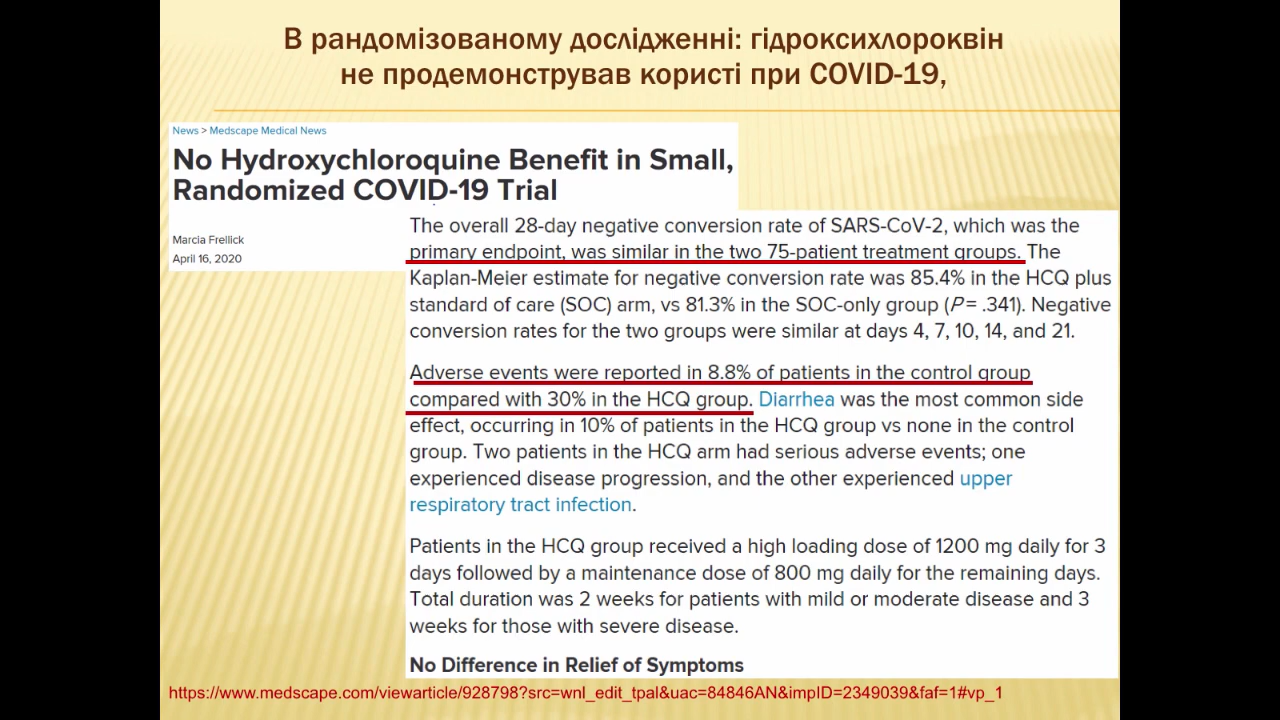 В рандомізованому дослідженні: гідроксихлороквін
не продемонстрував користі при COVID-19,
News > Medscape Medical News
No Hydroxychloroquine Benefit in Small,
Randomized COVID-19 Trial
Marcia Frellick
April 16, 2020
The overall 28-day negative conversion rate of SARS-CoV-2, which was the
primary endpoint, was similar in the two 75-patient treatment groups. The
Kaplan-Meier estimate for negative conversion rate was 85.4% in the HCQ plus
standard of care (SOC) arm, vs 81.3% in the SOC-only group (P = .341). Negative
conversion rates for the two groups were similar at days 4, 7, 10, 14, and 21.
Adverse events were reported in 8.8% of patients in the control group
compared with 30% in the HCQ group. Diarrhea was the most common side
effect, occurring in 10% of patients in the HCQ group vs none in the control
group. Two patients in the HCQ arm had serious adverse events; one
experienced disease progression, and the other experienced upper
respiratory tract infection.
Patients in the HCQ group received a high loading dose of 1200 mg daily for 3
days followed by a maintenance dose of 800 mg daily for the remaining days.
Total duration was 2 weeks for patients with mild or moderate disease and 3
weeks for those with severe disease.
No Difference in Relief of Symptoms
https://www.medscape.com/viewarticle/928798?src=wnl_edit_tpal&uac=84846AN&impID=2349039&faf=1#vp_1